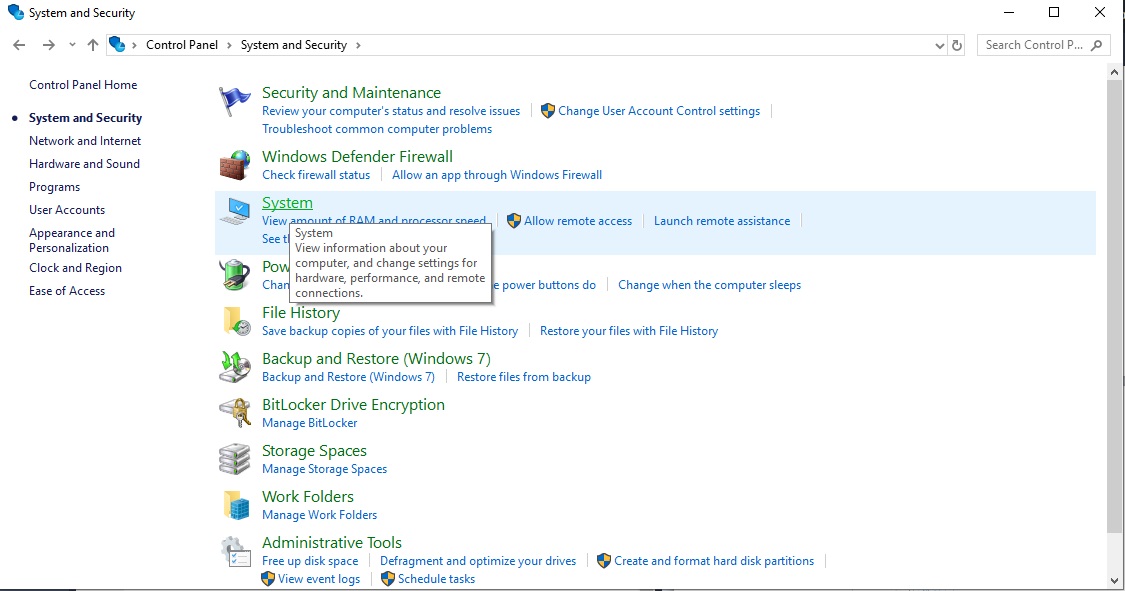 System and Security
Control Panel System and Security
Search Control P...
Control Panel Home
System and Security
Network and Internet
Hardware and Sound
Programs
User Accounts
Appearance and
Personalization
Clock and Region
Ease of Access
Security and Maintenance
Review your computer's status and resolve issues Change User Account Control settings
Troubleshoot common computer problems
Windows Defender Firewall
Check firewall status Allow an app through Windows Firewall
System
View amount of RAM and processor speed Allow remote access Launch remote assistance
See
System
View information about your
computer, and change settings for
hardware, performance, and remote
connections.
power buttons do Change when the computer sleeps
File History
Save backup copies of your files with File History Restore your files with File History
Backup and Restore (Windows 7)
Backup and Restore (Windows 7) Restore files from backup
BitLocker Drive Encryption
Manage BitLocker
Storage Spaces
Manage Storage Spaces
Work Folders
Manage Work Folders
Administrative Tools
Free up disk space Defragment and optimize your drives Create and format hard disk partitions
View event logs Schedule tasks